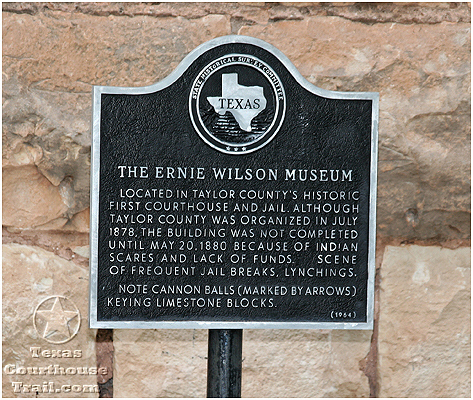 STATE HISTORICAL SURVEY COMMITTEE
TEXAS
THE ERNIE WILSON MUSEUM
LOCATED IN TAYLOR COUNTY'S HISTORIC
FIRST COURTHOUSE AND JAIL. ALTHOUGH
TAYLOR COUNTY WAS ORGANIZED IN JULY
1878, THE BUILDING WAS NOT COMPLETED
UNTIL MAY 20, 1880 BECAUSE OF INDIAN
SCARES AND LACK OF FUNDS. SCENE
OF FREQUENT JAIL BREAKS, LYNCHINGS.
NOTE CANNON BALLS (MARKED BY ARROWS)
KEYING LIMESTONE BLOCKS.
(1964)
Texas
Courthouse
Trail.com